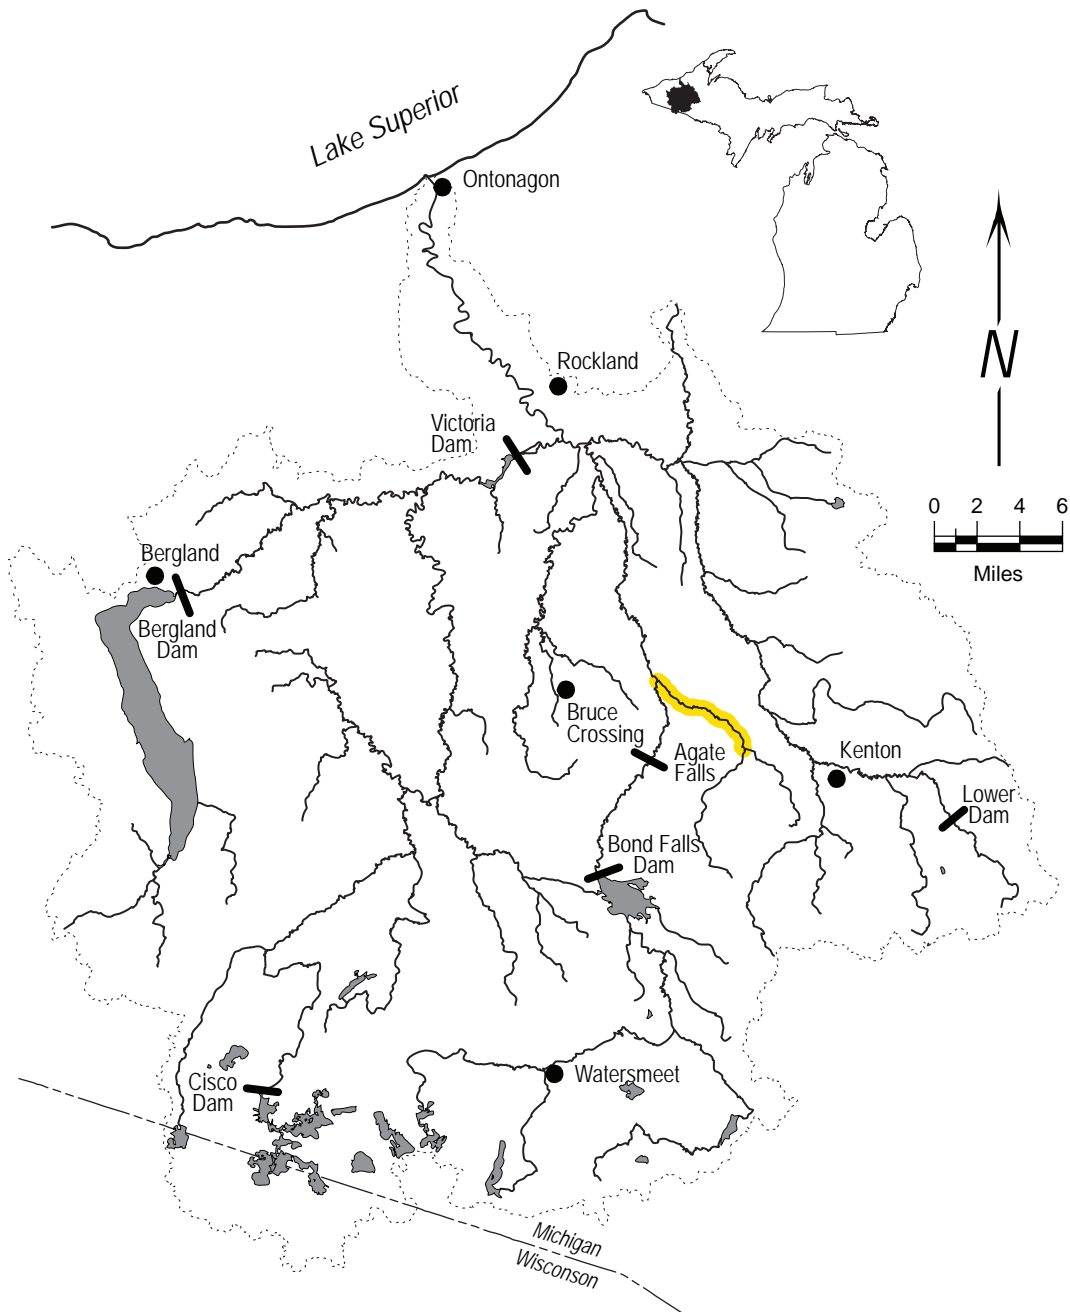 Lake Superior
Ontonagon
Rockland
Victoria
Dam
N
0 2 4 6
Miles
Bergland
Bergland
Dam
Bruce
Crossing
Agate
Falls
Kenton
Lower
Dam
Bond Falls
Dam
Cisco
Dam
Watersmeet
Michigan
Wisconson